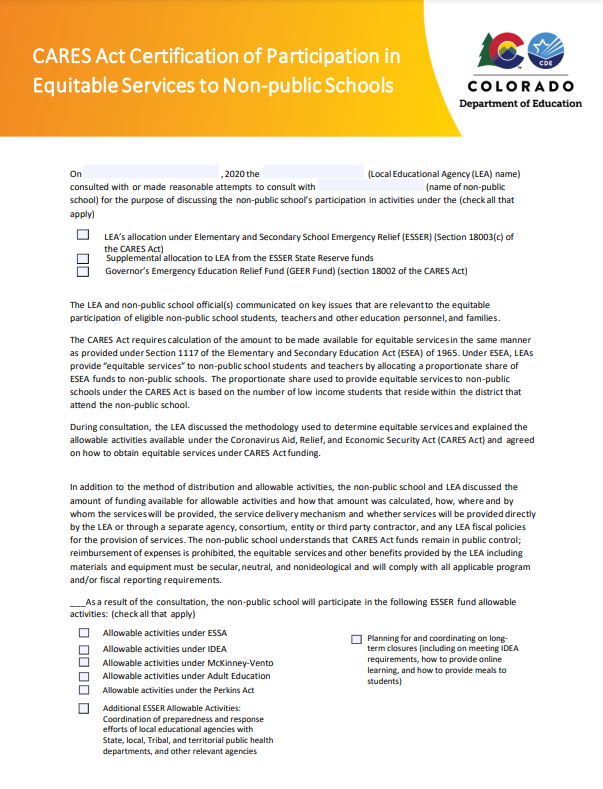 CARES Act Certification of Participation in
Equitable Services to Non-public Schools
C
TM
CDE
COLORADO
Department of Education
On , 2020 the (Local Educational Agency (LEA) name)
consulted with or made reasonable attempts to consult with (name of non-public
school) for the purpose of discussing the non-public school's participation in activities under the (check all that
apply)
LEA's allocation under Elementary and Secondary School Emergency Relief (ESSER) (Section 18003(c) of
the CARES Act)
Supplemental allocation to LEA from the ESSER State Reserve funds
Governor's Emergency Education Relief Fund (GEER Fund) (section 18002 of the CARES Act)
The LEA and non-public school official(s) communicated on key issues that are relevant to the equitable
participation of eligible non-public school students, teachers and other education personnel, and families.
The CARES Act requires calculation of the amount to be made available for equitable services in the same manner
as provided under Section 1117 of the Elementary and Secondary Education Act (ESEA) of 1965. Under ESEA, LEAs
provide "equitable services" to non-public school students and teachers by allocating a proportionate share of
ESEA funds to non-public schools. The proportionate share used to provide equitable services to non-public
schools under the CARES Act is based on the number of low income students that reside within the district that
attend the non-public school.
During consultation, the LEA discussed the methodology used to determine equitable services and explained the
allowable activities available under the Coronavirus Aid, Relief, and Economic Security Act (CARES Act) and agreed
on how to obtain equitable services under CARES Act funding.
In addition to the method of distribution and allowable activities, the non-public school and LEA discussed the
amount of funding available for allowable activities and how that amount was calculated, how, where and by
whom the services will be provided, the service delivery mechanism and whether services will be provided directly
by the LEA or through a separate agency, consortium, entity or third party contractor, and any LEA fiscal policies
for the provision of services. The non-public school understands that CARES Act funds remain in public control;
reimbursement of expenses is prohibited, the equitable services and other benefits provided by the LEA including
materials and equipment must be secular, neutral, and nonideological and will comply with all applicable program
and/or fiscal reporting requirements.
___As a result of the consultation, the non-public school will participate in the following ESSER fund allowable
activities: (check all that apply)
Allowable activities under ESSA
Allowable activities under IDEA
Allowable activities under McKinney-Vento
Allowable activities under Adult Education
Allowable activities under the Perkins Act
Additional ESSER Allowable Activities:
Coordination of preparedness and response
efforts of local educational agencies with
State, local, Tribal, and territorial public health
departments, and other relevant agencies
Planning for and coordinating on long-
term closures (including on meeting IDEA
requirements, how to provide online
learning, and how to provide meals to
students)